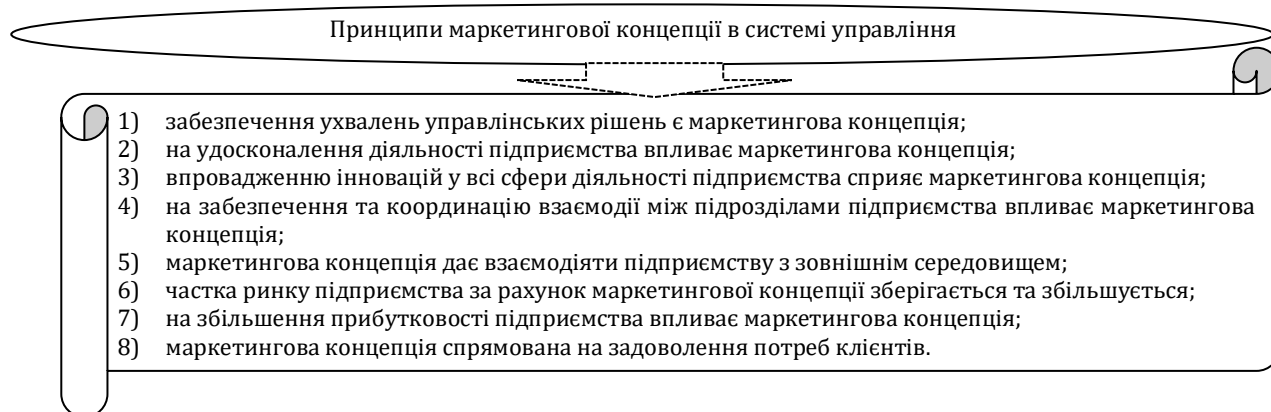 Принципи маркетингової концепції в системі управління
1) забезпечення ухвалень управлінських рішень є маркетингова концепція;
2) на удосконалення діяльності підприємства впливає маркетингова концепція;
3) впровадженню інновацій у всі сфери діяльності підприємства сприяє маркетингова концепція;
4) на забезпечення та координацію взаємодії між підрозділами підприємства впливає маркетингова
концепція;
5) маркетингова концепція дає взаємодіяти підприємству з зовнішнім середовищем;
6) частка ринку підприємства за рахунок маркетингової концепції зберігається та збільшується;
7) на збільшення прибутковості підприємства впливає маркетингова концепція;
8) маркетингова концепція спрямована на задоволення потреб клієнтів.